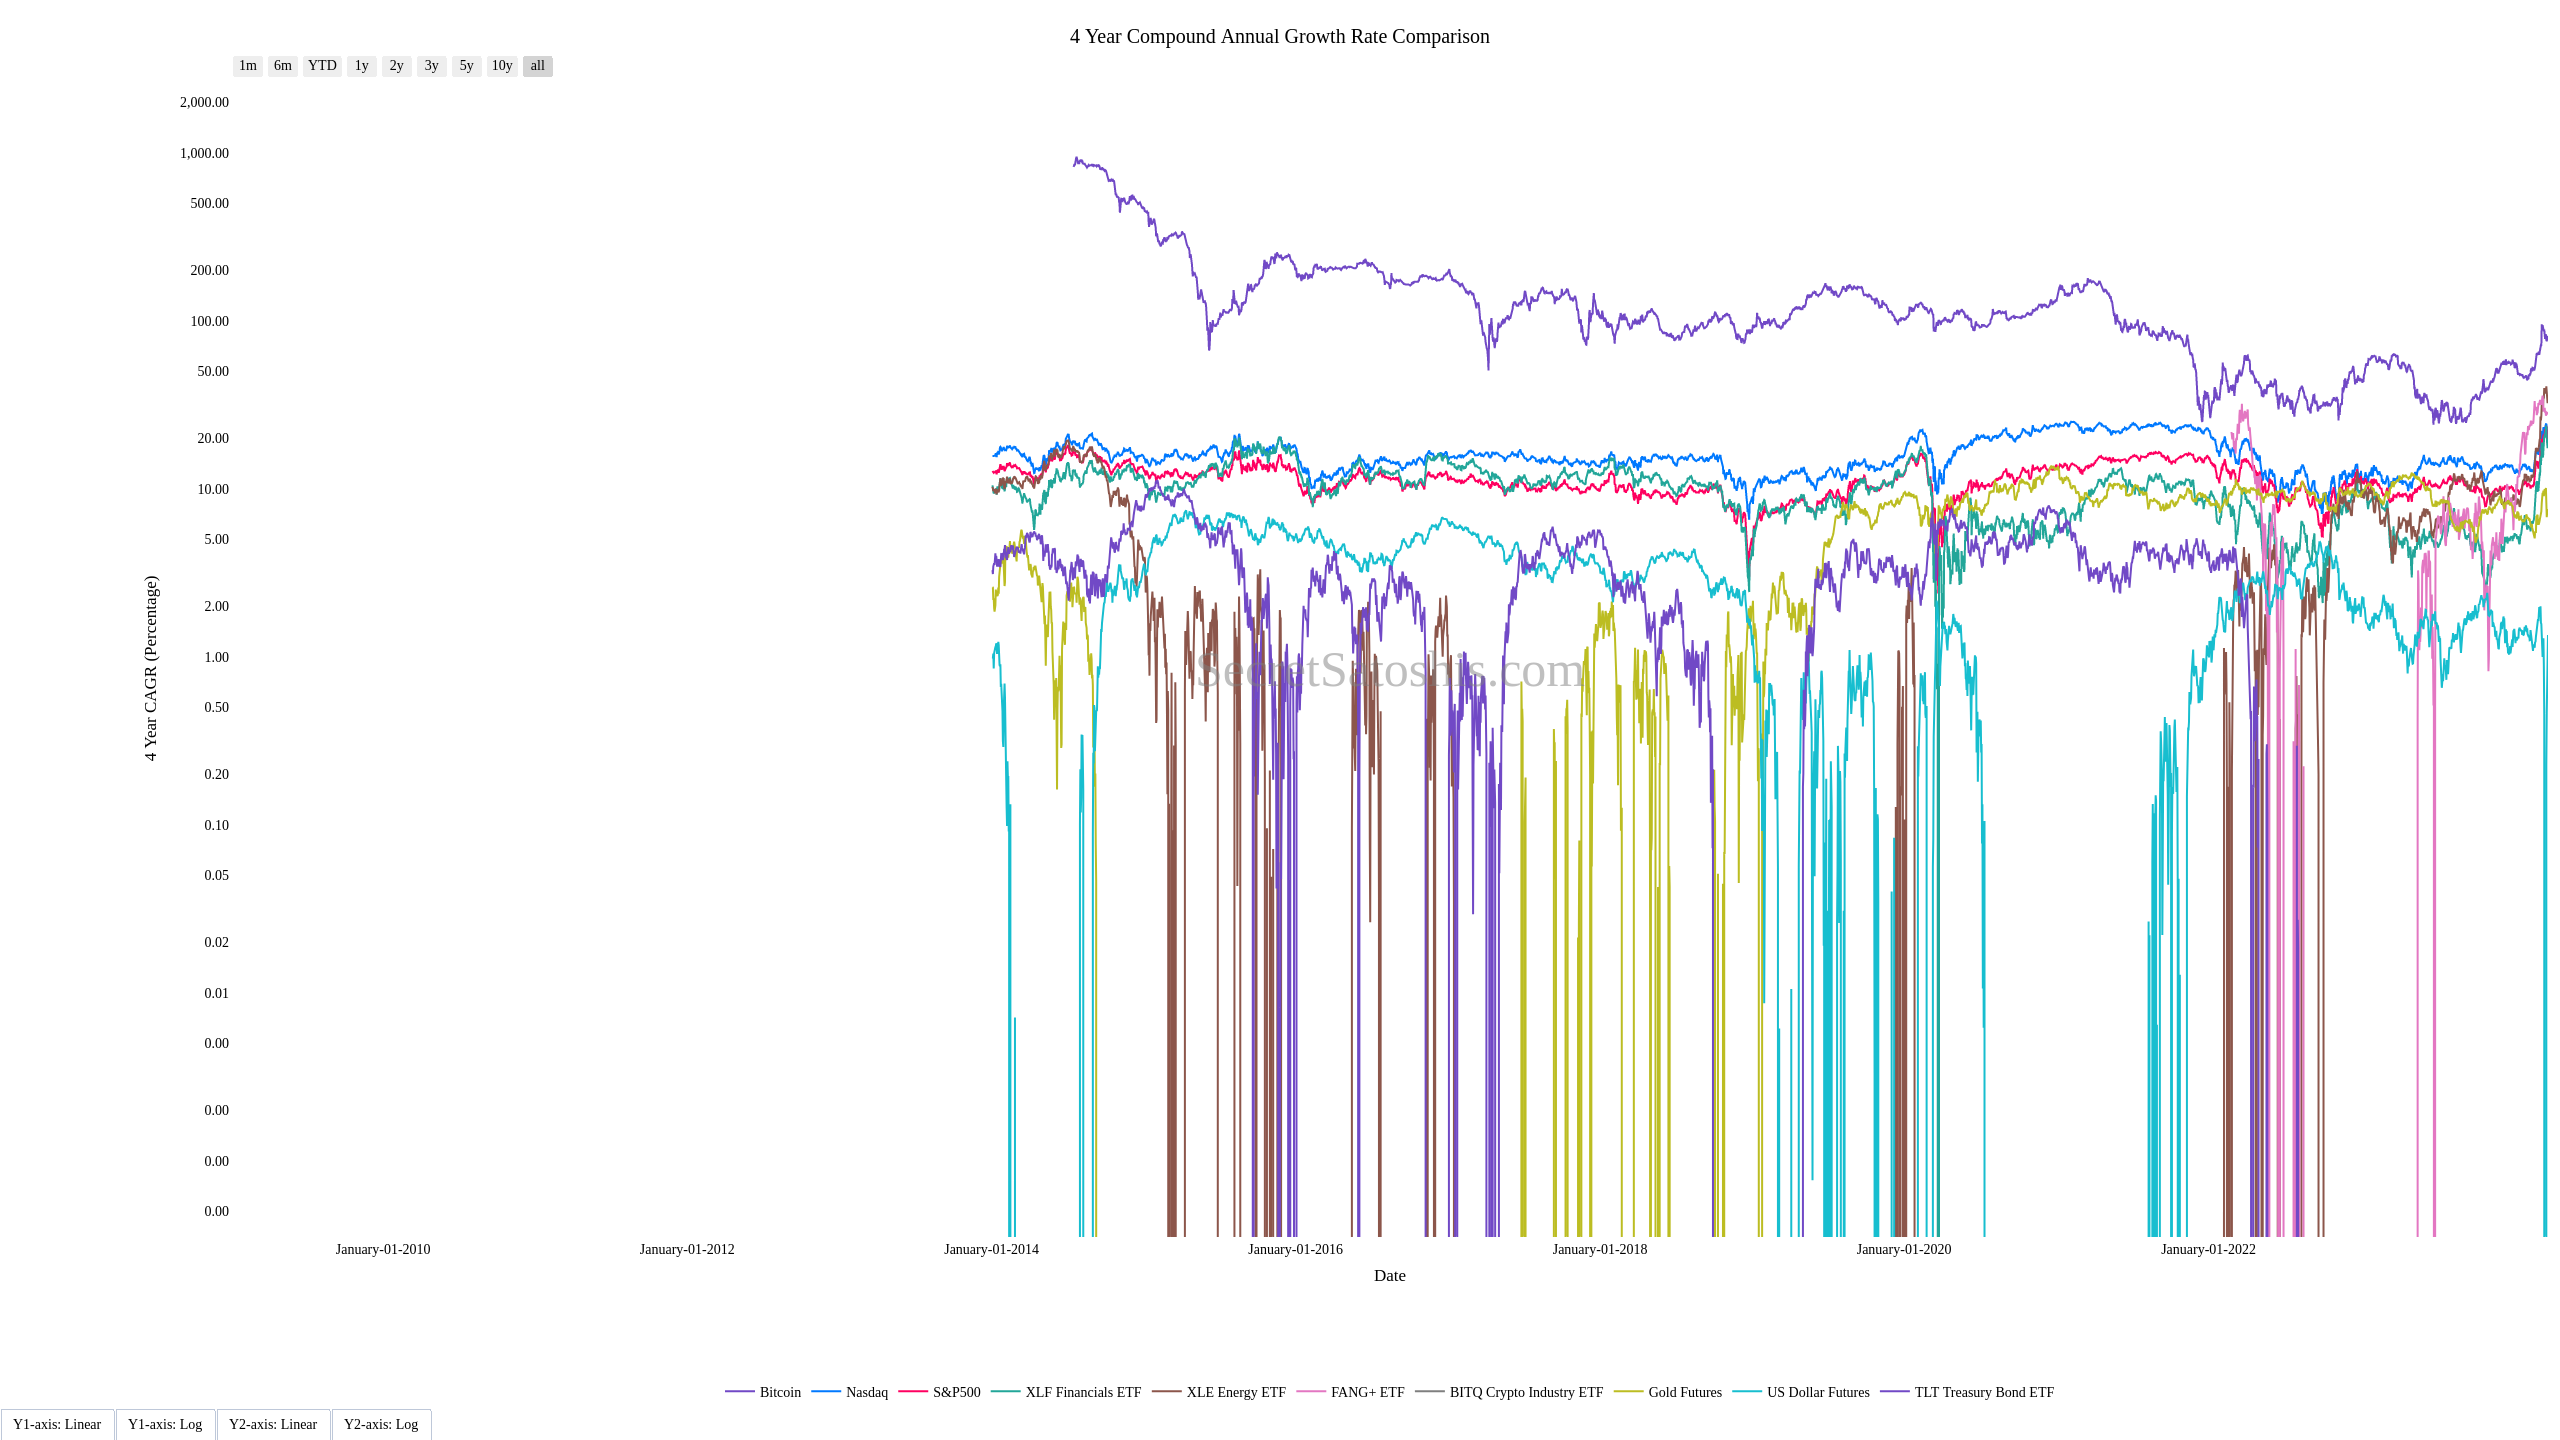 4 Year Compound Annual Growth Rate Comparison
1m 6m YTD 1y 2y 3y 5y 10y all
2,000.00
1,000.00
500.00
200.00
100.00
50.00
20.00
10.00
5.00
2.00
1.00
0.50
0.20
0.10
0.05
0.02
0.01
0.00
0.00
0.00
0.00
4 Year CAGR (Percentage)
SecretSatoshis.com
January-01-2010 January-01-2012 January-01-2014 January-01-2016 January-01-2018 January-01-2020 January-01-2022
Date
Bitcoin Nasdaq S&P500 XLF Financials ETF XLE Energy ETF FANG+ ETF BITQ Crypto Industry ETF Gold Futures US Dollar Futures TLT Treasury Bond ETF
Y1-axis: Linear Y1-axis: Log Y2-axis: Linear Y2-axis: Log